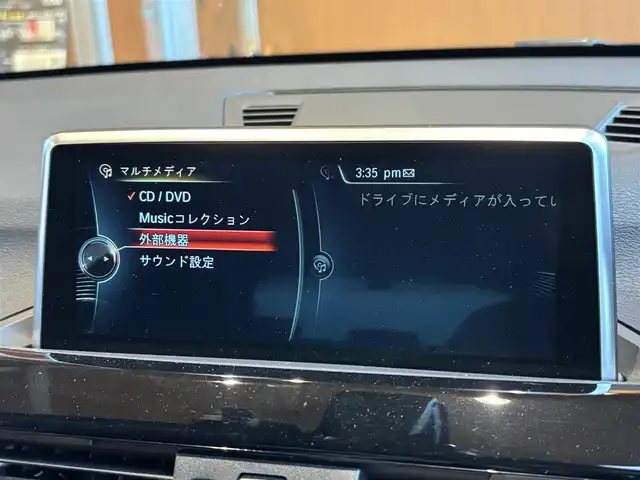 マルチメディア
CD / DVD
Musicコレクション
外部機器
サウンド設定
3:35 pm
ドライブにメディアが入ってい